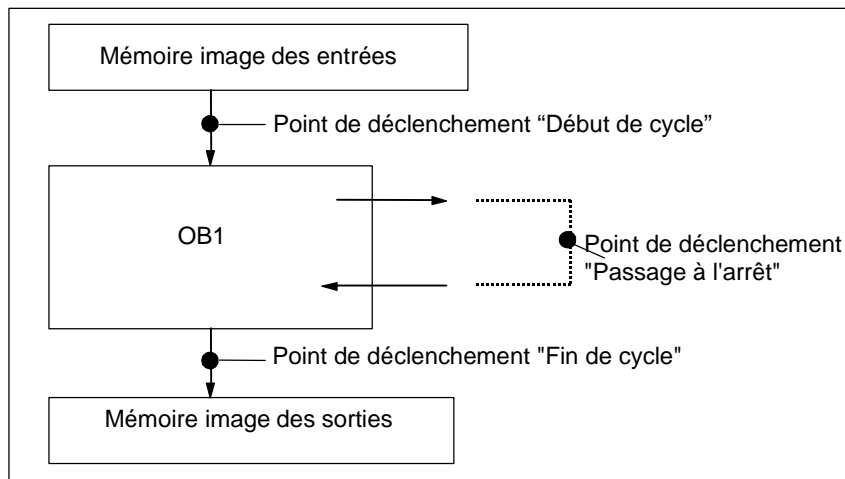 Mémoire image des entrées
Point de déclenchement “Début de cycle”
OB1
Point de déclenchement
"Passage à l'arrêt"
Point de déclenchement "Fin de cycle"
Mémoire image des sorties